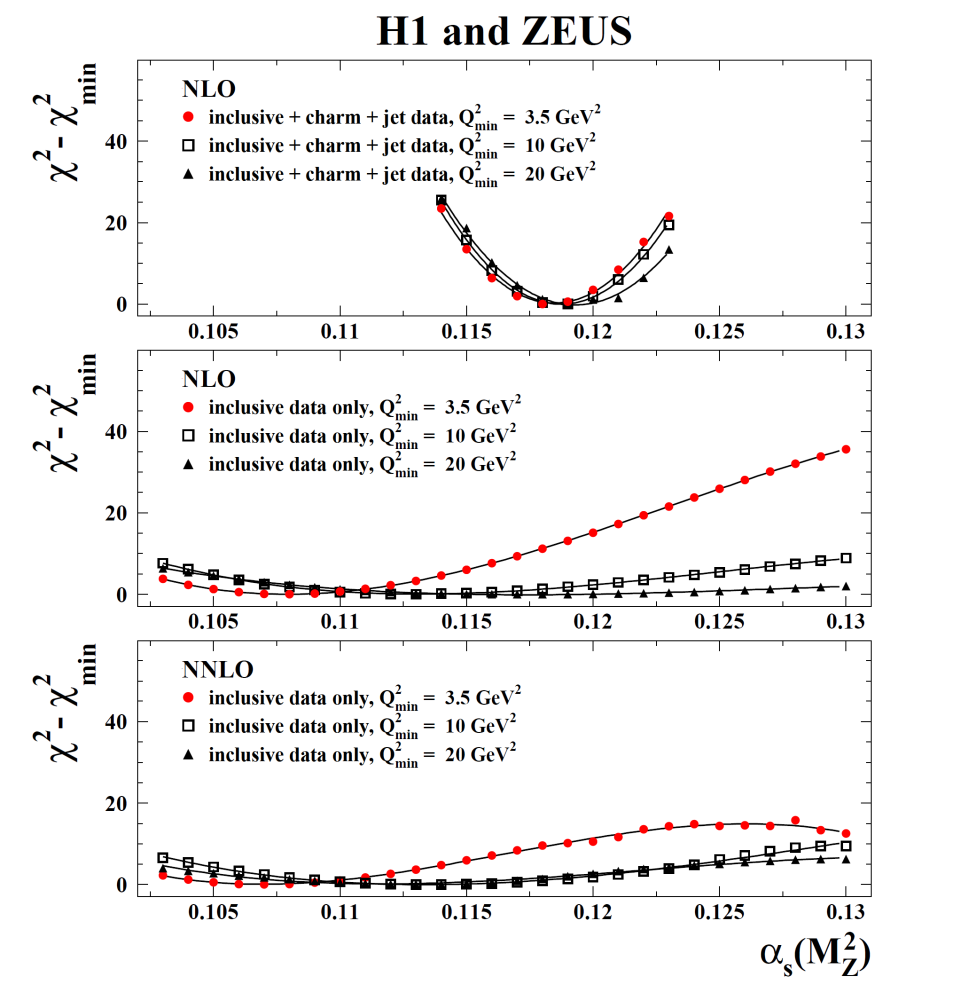 H1 and ZEUS
χ² - χ²min
NLO
inclusive + charm + jet data, Q²min = 3.5 GeV²
inclusive + charm + jet data, Q²min = 10 GeV²
inclusive + charm + jet data, Q²min = 20 GeV²
40
20
0
0.105 0.11 0.115 0.12 0.125 0.13
χ² - χ²min
NLO
inclusive data only, Q²min = 3.5 GeV²
inclusive data only, Q²min = 10 GeV²
inclusive data only, Q²min = 20 GeV²
40
20
0
0.105 0.11 0.115 0.12 0.125 0.13
χ² - χ²min
NNLO
inclusive data only, Q²min = 3.5 GeV²
inclusive data only, Q²min = 10 GeV²
inclusive data only, Q²min = 20 GeV²
40
20
0
0.105 0.11 0.115 0.12 0.125 0.13
αs(M²Z)